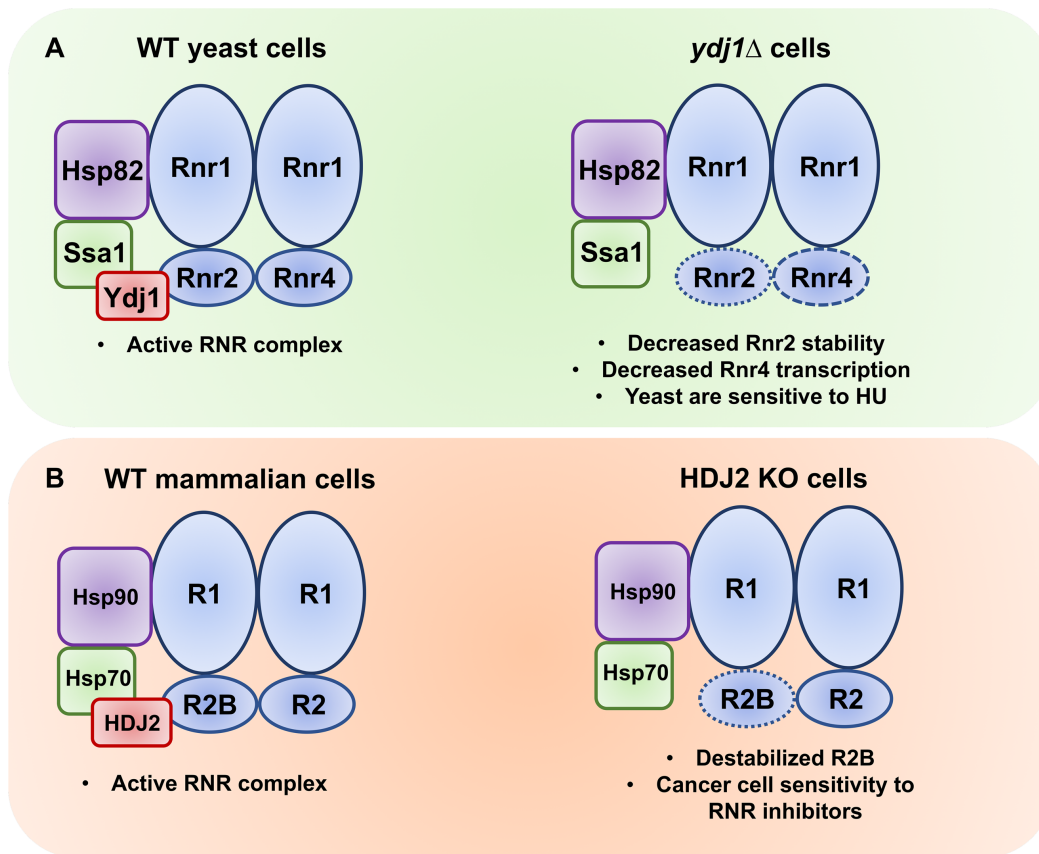 A
WT yeast cells
ydj1∆ cells
Hsp82
Rnr1
Rnr1
Ssa1
Ydj1
Rnr2
Rnr4
Hsp82
Rnr1
Rnr1
Ssa1
Rnr2
Rnr4
• Active RNR complex
• Decreased Rnr2 stability
• Decreased Rnr4 transcription
• Yeast are sensitive to HU
B
WT mammalian cells
HDJ2 KO cells
Hsp90
R1
R1
Hsp70
HDJ2
R2B
R2
Hsp90
R1
R1
Hsp70
R2B
R2
• Active RNR complex
• Destabilized R2B
• Cancer cell sensitivity to
RNR inhibitors